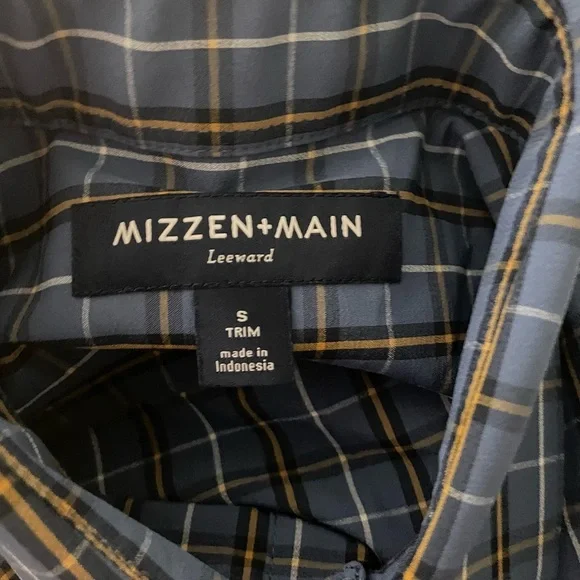 MIZZEN+MAIN
Leeward
S
TRIM
made in
Indonesia